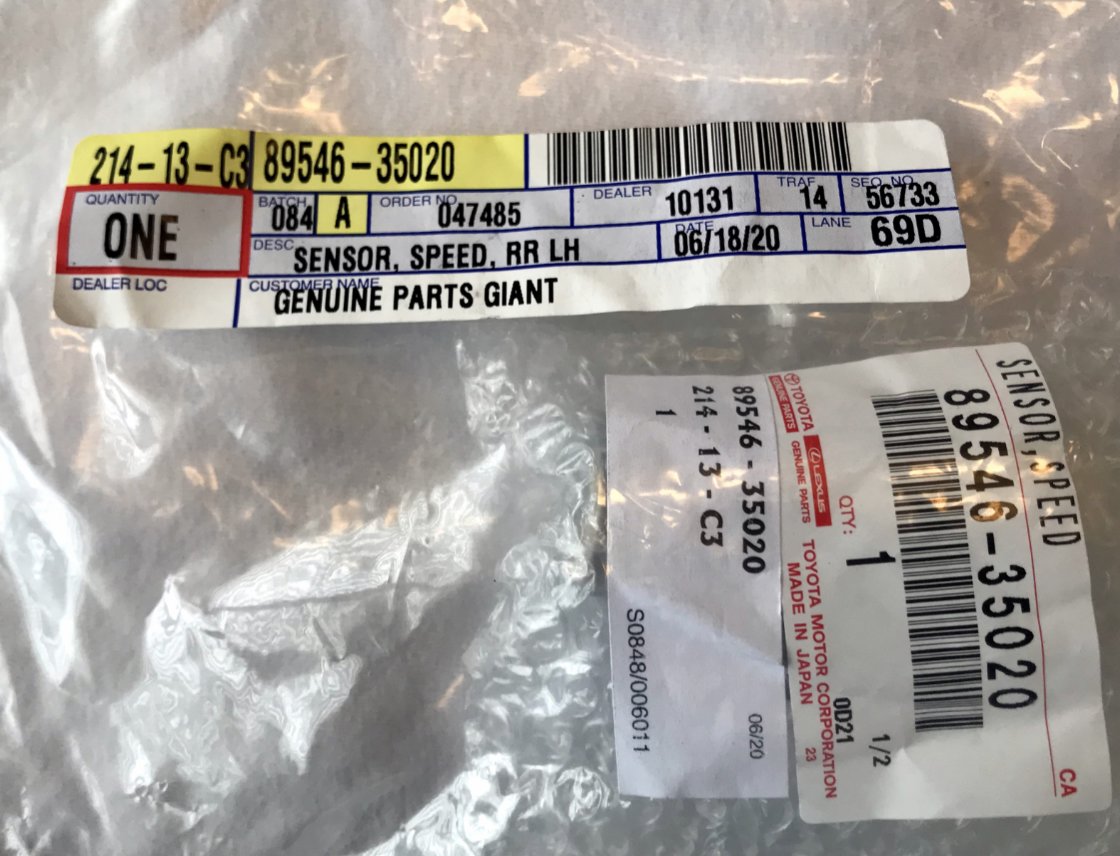 214-13-C3 89546-35020
QUANTITY
ONE
BATCH
084 A
ORDER NO.
047485
DEALER
10131
TRAF
14
SEQ. NO.
56733
DESC
SENSOR, SPEED, RR LH
DATE
06/18/20
LANE
69D
DEALER LOC
CUSTOMER NAME
GENUINE PARTS GIANT
SENSOR,SPEED
89546-35020
CA
QTY:
1
0D21
1/2
TOYOTA
GENUINE PARTS
LEXUS
GENUINE PARTS
TOYOTA MOTOR CORPORATION
MADE IN JAPAN
23
89546-35020
214-13-C3
1
06/20
S0848/006011